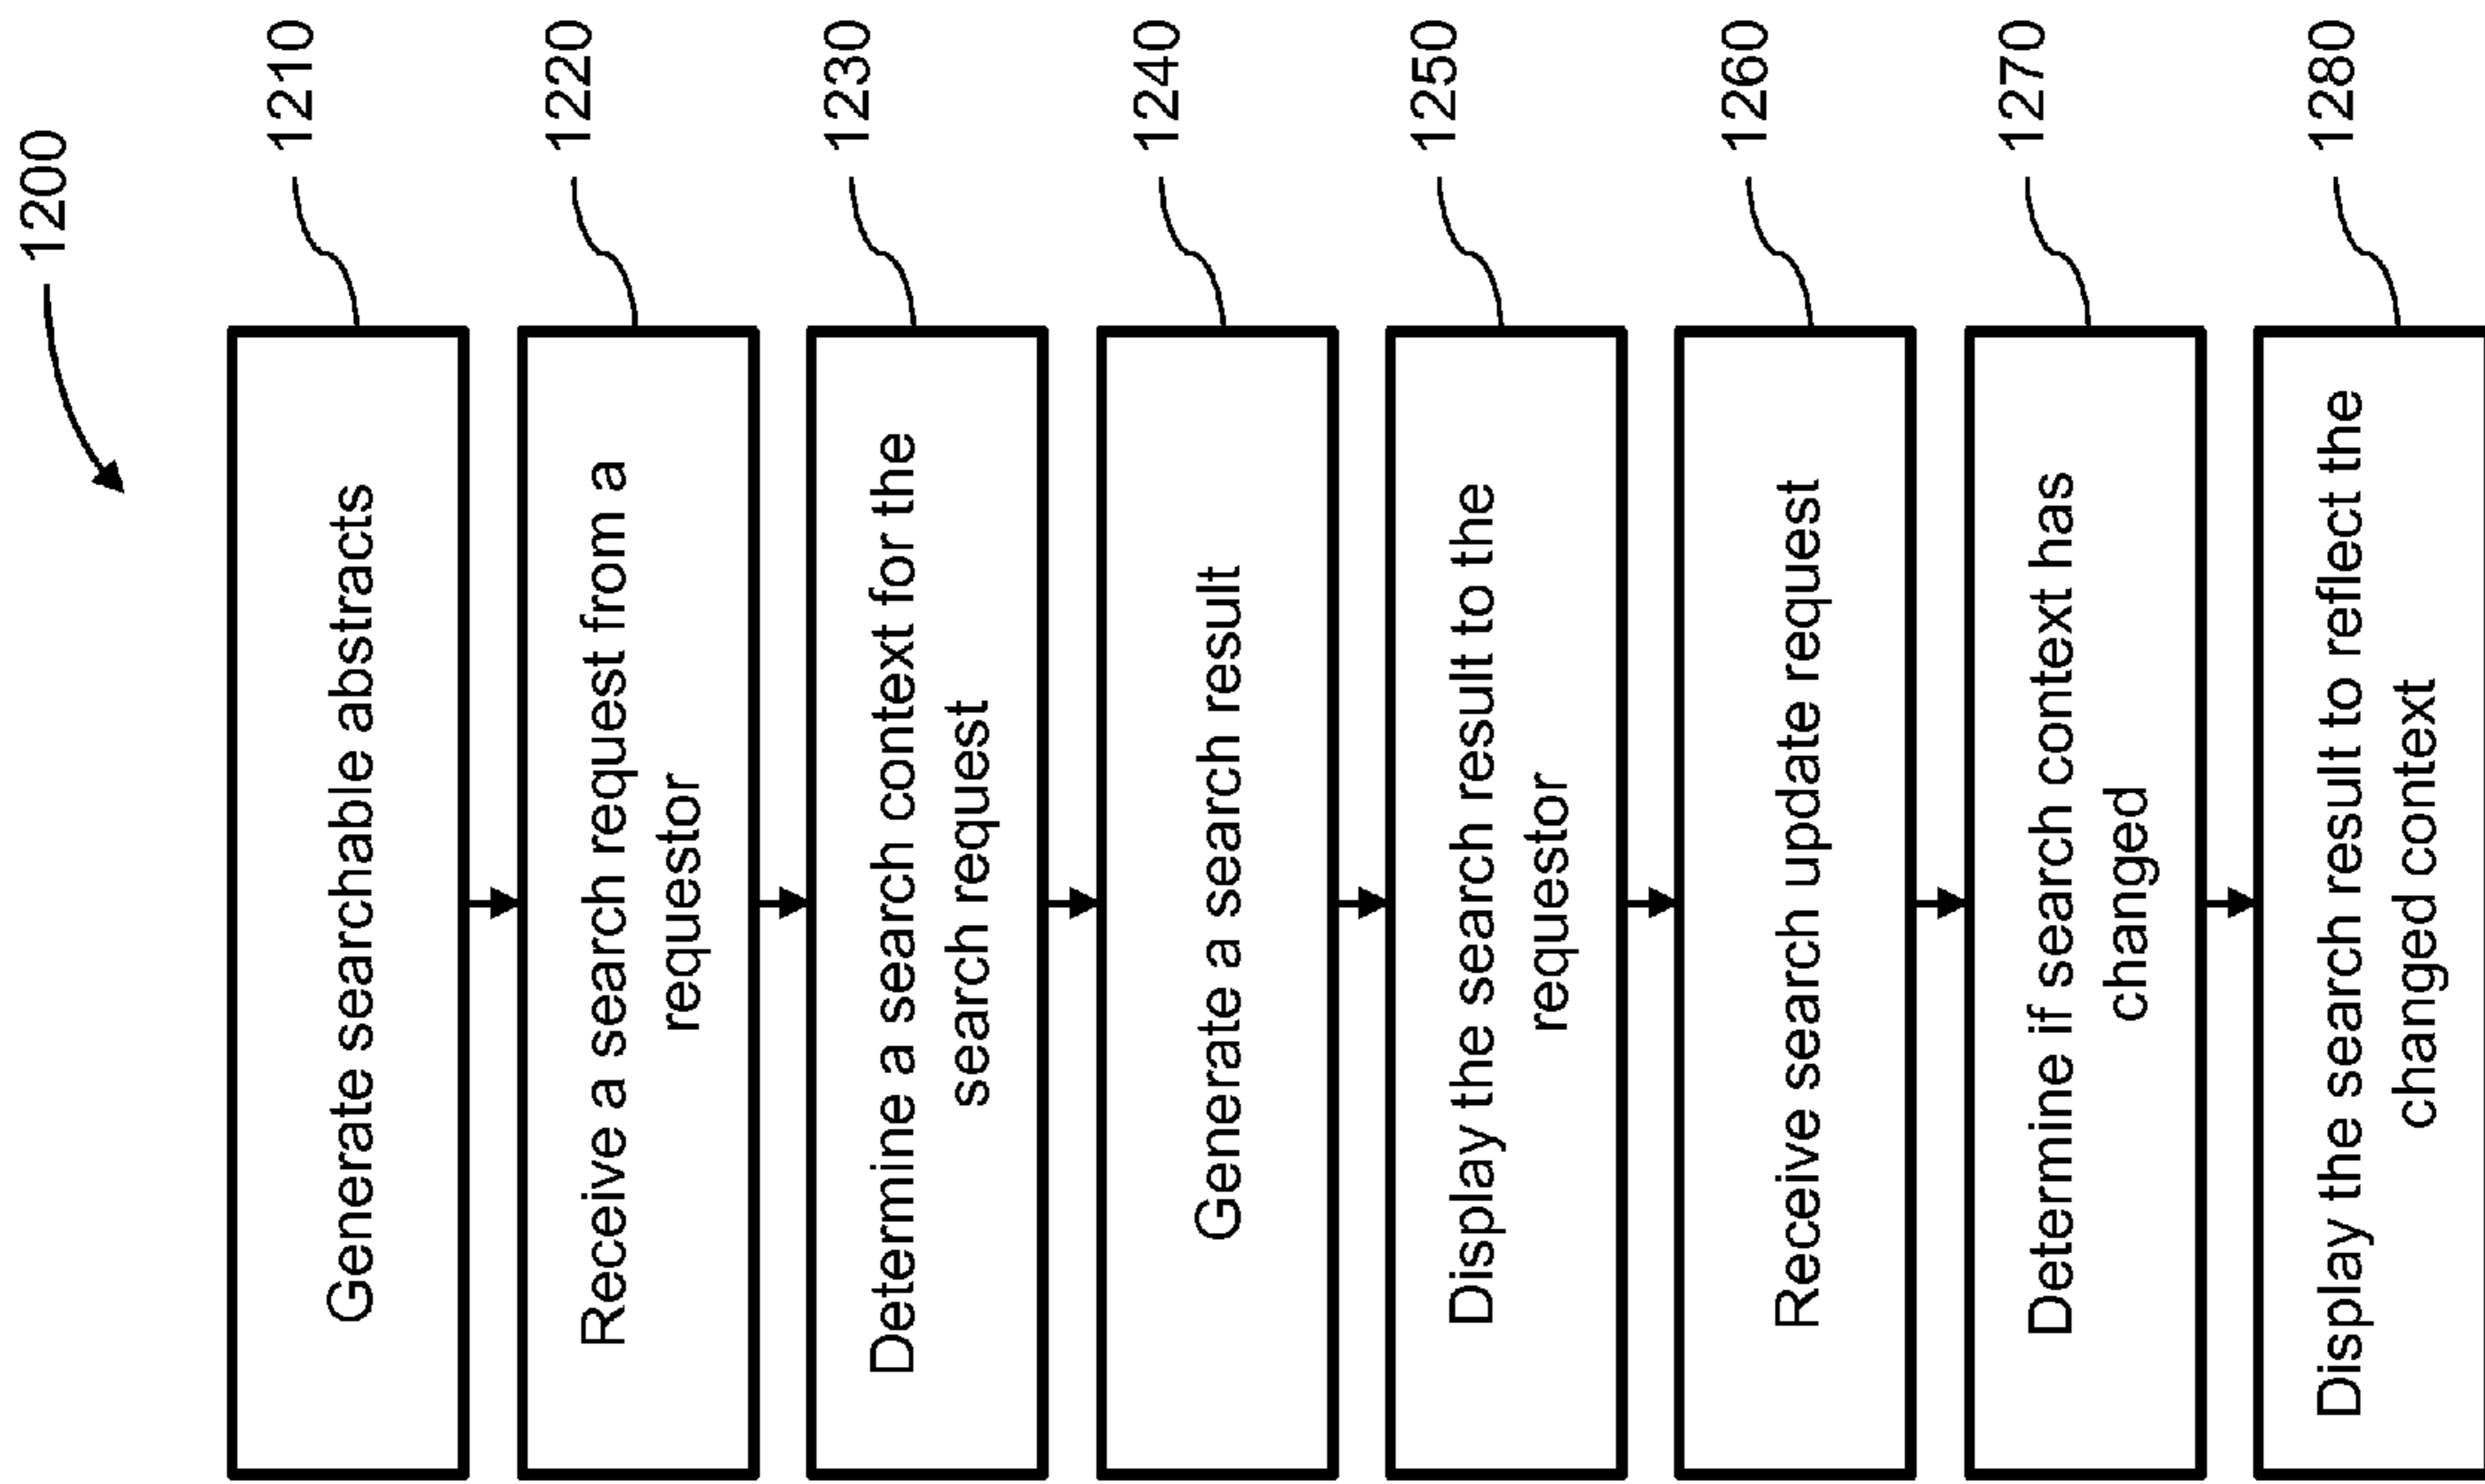 1200
Generate searchable abstracts
1210
Receive a search request from a
requestor
1220
Determine a search context for the
search request
1230
Generate a search result
1240
Display the search result to the
requestor
1250
Receive search update request
1260
Determine if search context has
changed
1270
Display the search result to reflect the
changed context
1280